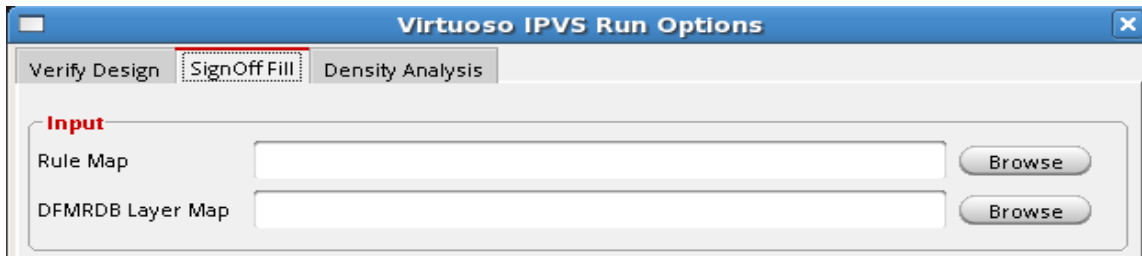 Virtuoso IPVS Run Options
Verify Design SignOff Fill Density Analysis
Input
Rule Map Browse
DFMRDB Layer Map Browse